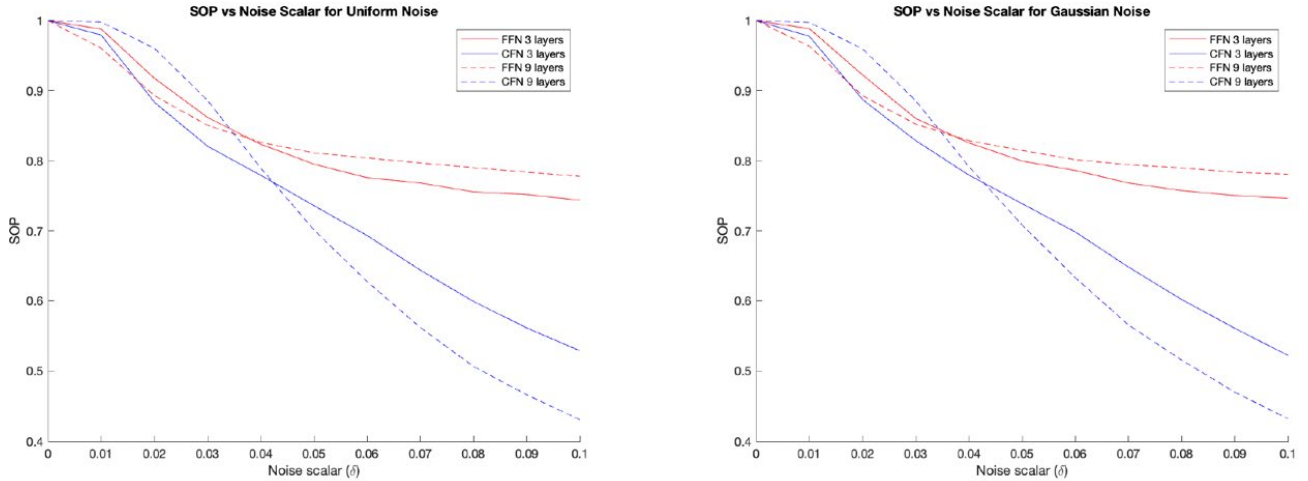 SOP vs Noise Scalar for Uniform Noise
1
0.9
0.8
0.7
0.6
0.5
0.4
SOP
FFN 3 layers
CFN 3 layers
FFN 9 layers
CFN 9 layers
0 0.01 0.02 0.03 0.04 0.05 0.06 0.07 0.08 0.09 0.1
Noise scalar (δ)
SOP vs Noise Scalar for Gaussian Noise
1
0.9
0.8
0.7
0.6
0.5
0.4
SOP
FFN 3 layers
CFN 3 layers
FFN 9 layers
CFN 9 layers
0 0.01 0.02 0.03 0.04 0.05 0.06 0.07 0.08 0.09 0.1
Noise scalar (δ)